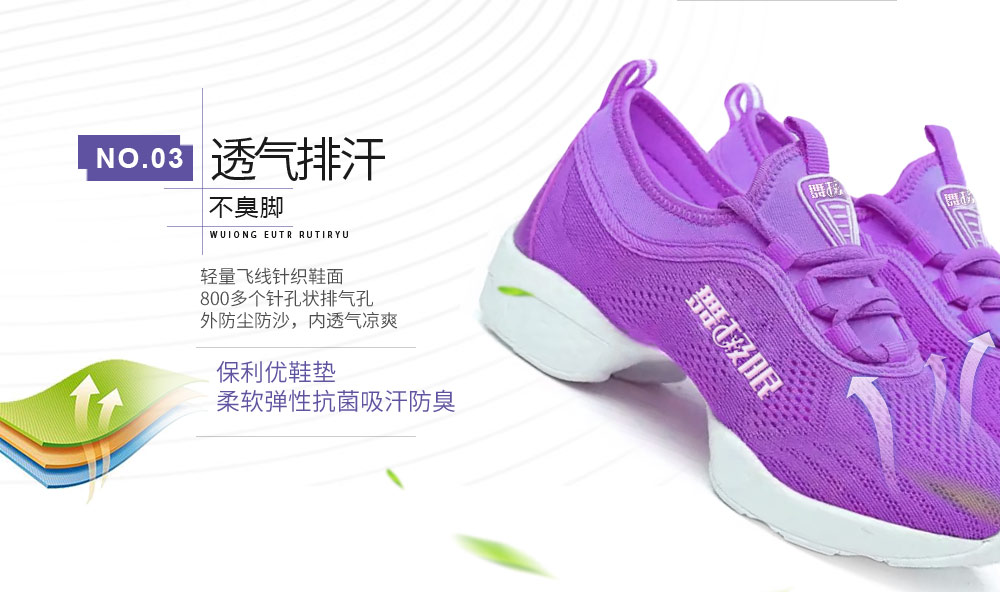 NO.03
透气排汗
不臭脚
WUIONG EUTR RUTIRYU
轻量飞线针织鞋面
800多个针孔状排气孔
外防尘防沙，内透气凉爽
保利优鞋垫
柔软弹性抗菌吸汗防臭